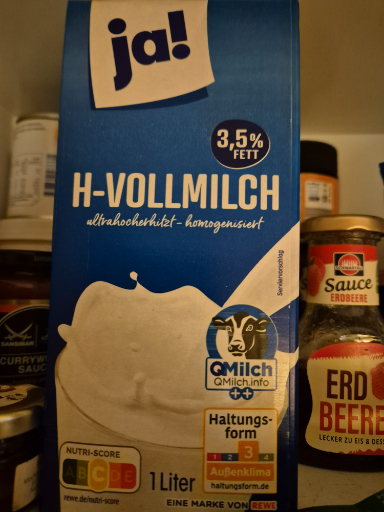 ja!
3,5%
FETT
H-VOLLMILCH
ultrahocherhitzt - homogenisiert
Serviervorschlag
QMilch
QMilch.info
++
Haltungs-
form
1 2 3 4
Außenklima
haltungsform.de
NUTRI-SCORE
A B C D E
rewe.de/nutri-score
1 Liter
EINE MARKE VON REWE
SANSIBAR
CURRYW
SAUC
Sauce
ERDBEERE
ERD
BEERE
LECKER ZU EIS & DESS